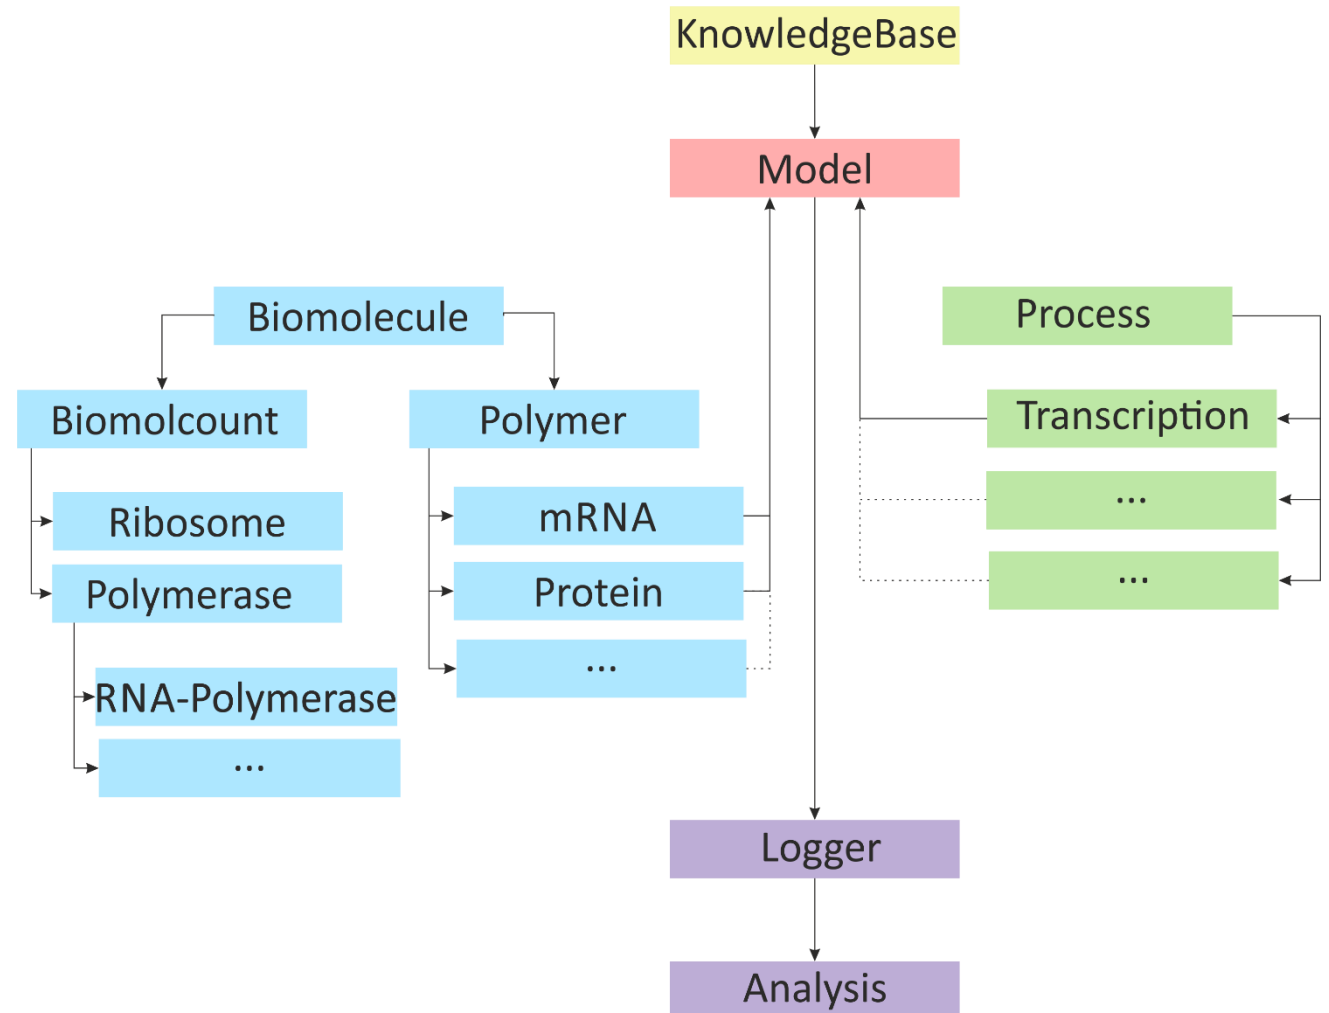 KnowledgeBase
Model
Biomolecule
Process
Biomolcount
Polymer
Transcription
Ribosome
mRNA
...
Polymerase
Protein
...
RNA-Polymerase
...
...
Logger
Analysis